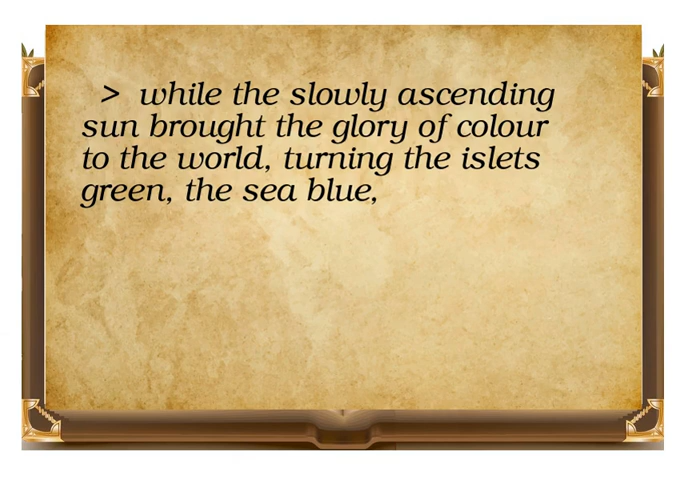 > while the slowly ascending
sun brought the glory of colour
to the world, turning the islets
green, the sea blue,